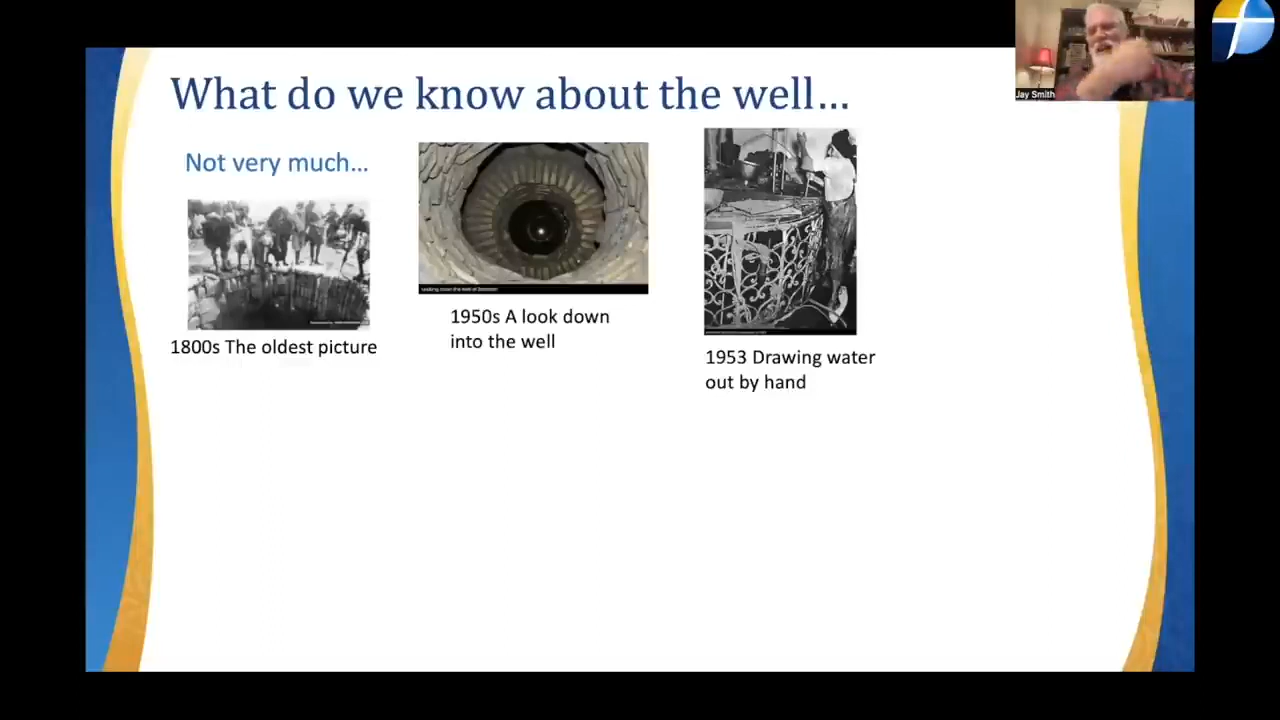 What do we know about the well...
Not very much...
1800s The oldest picture
1950s A look down
into the well
1953 Drawing water
out by hand
Jay Smith